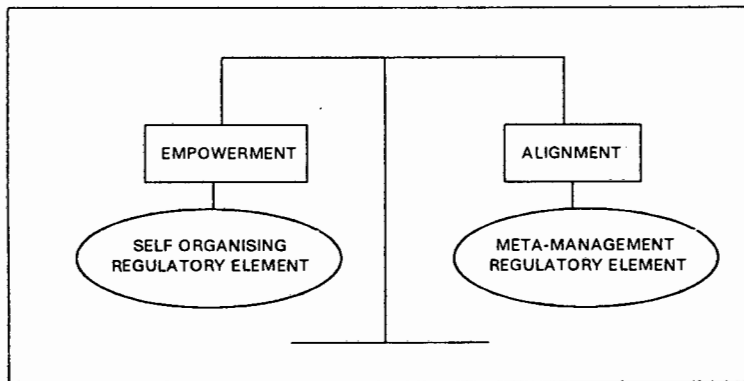 EMPOWERMENT
ALIGNMENT
SELF ORGANISING
REGULATORY ELEMENT
META-MANAGEMENT
REGULATORY ELEMENT